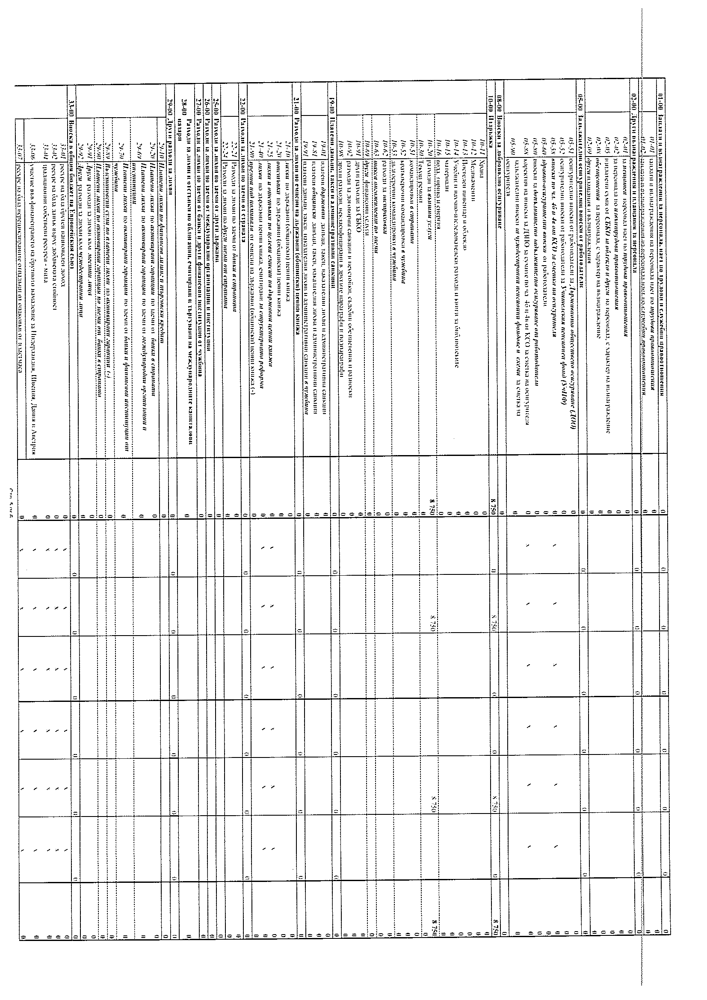 01-00 Заплати и възнаграждения за персонала, нает по трудови и служебни правоотношения 0 0 0 0 0 0 0 0
01-01 заплати и възнаграждения на персонала нает по трудови правоотношения 0 0
01-02 0 0
02-00 Други възнаграждения и плащания за персонала 0 0 0 0 0 0 0 0
02-01 за нещатен персонал нает по трудови правоотношения 0 0
02-02 за персонала по извънтрудови правоотношения 0 0
02-05 изплатени суми от СБКО за облекло и други на персонала, с характер на възнаграждение 0 0
02-08 обезщетения за персонала, с характер на възнаграждение 0 0
02-09 други плащания и възнаграждения 0 0
05-00 Задължителни осигурителни вноски от работодатели 0 0 0 0 0 0 0 0
05-51 осигурителни вноски от работодатели за Държавното обществено осигуряване (ДОО) 0 0
05-52 осигурителни вноски от работодатели за Учителския пенсионен фонд (УчПФ) 0 0
05-58 вноски по чл. 4б и 4в от КСО за сметка на осигурителя 0 0
05-60 здравно-осигурителни вноски от работодатели 0 0
05-80 вноски за допълнително задължително осигуряване от работодатели 0 0
05-88 корекции на вноски за ДЗПО за сумите по чл. 4б и 4в от КСО за сметка на осигурителя 0 0
05-90 задължителни вноски на чуждестранни пенсионни фондове и схеми за сметка на
осигурителя 0 0
08-00 Вноски за доброволно осигуряване 0 0
10-00 Издръжка 8 750 0 8 750 0 0 8 750 0 8 750
10-11 Храна 0 0
10-12 Медикаменти 0 0
10-13 Постелен инвентар и облекло 0 0
10-14 Учебни и научно-изследователски разходи и книги за библиотеките 0 0
10-15 материали 0 0
10-16 вода, горива и енергия 0 0
10-20 разходи за външни услуги 8 750 8 750 8 750 8 750
10-30 Текущ ремонт 0 0
10-51 командировки в страната 0 0
10-52 краткосрочни командировки в чужбина 0 0
10-53 дългосрочни командировки в чужбина 0 0
10-62 разходи за застраховки 0 0
10-63 такса ангажимент по заеми 0 0
10-69 други финансови услуги 0 0
10-91 други разходи за СБКО 0 0
10-92 разходи за договорни санкции и неустойки, съдебни обезщетения и разноски 0 0
10-98 други разходи, некласифицирани в другите параграфи и подпараграфи 0 0
19-00 Платени данъци, такси и административни санкции 0 0 0 0 0 0 0 0
19-01 платени държавни данъци, такси, наказателни лихви и административни санкции 0 0
19-81 платени общински данъци, такси, наказателни лихви и административни санкции 0 0
19-91 платени данъци, такси, наказателни лихви и административни санкции в чужбина 0 0
21-00 Разходи за лихви по емисии на държавни (общински) ценни книжа 0 0 0 0 0 0 0 0
21-10 лихви по държавни (общински) ценни книжа 0 0
21-20 отстъпки по държавни (общински) ценни книжа 0 0
21-25 лихви и отстъпки по целеви емисии на държавни ценни книжа 0 0
21-40 лихви по държавни ценни книжа, емитирани за структурна реформа 0 0
21-90 премии над номинала от емисии на държавни (общински) ценни книжа (-) 0 0
22-00 Разходи за лихви по заеми от страната 0 0 0 0 0 0 0 0
22-21 Разходи за лихви по заеми от банки в страната 0 0
22-24 Разходи за лихви по други заеми от страната 0 0
25-00 Разходи за лихви по заеми от други държави 0 0
26-00 Разходи за лихви по заеми от международни организации и институции 0 0
27-00 Разходи за лихви по заеми от банки и други финансови институции от чужбина 0 0
28-00 Разходи за лихви и отстъпки по облигации, емитирани и търгувани на международните капиталови
пазари 0 0
29-00 Други разходи за лихви 0 0 0 0 0 0 0 0
29-10 Платени лихви по финансов лизинг и търговски кредит 0 0
29-20 Платени лихви по активирани гаранции по заеми от банки в страната 0 0
29-69 Платени лихви по активирани гаранции по заеми от международни организации и
институции 0 0
29-70 Платени лихви по активирани гаранции по заеми от банки и финансови институции от
чужбина 0 0
29-89 Възстановени суми по платени лихви по активирани гаранции (-) 0 0
29-90 Платени лихви по активирани гаранции по заеми от банки в страната 0 0
29-91 Други разходи за лихви към местни лица 0 0
29-92 Други разходи за лихви към чуждестранни лица 0 0
33-00 Вноска в общия бюджет на Европейския съюз 0 0 0 0 0 0 0 0
33-01 ресурс на база брутен национален доход 0 0
33-02 ресурс на база данък върху добавената стойност 0 0
33-04 традиционни собствени ресурси - мита 0 0
33-06 участие във финансирането на брутното намаление за Нидерландия, Швеция, Дания и Австрия 0 0
33-07 ресурс на база нерециклираните отпадъци от опаковки от пластмаса 0 0